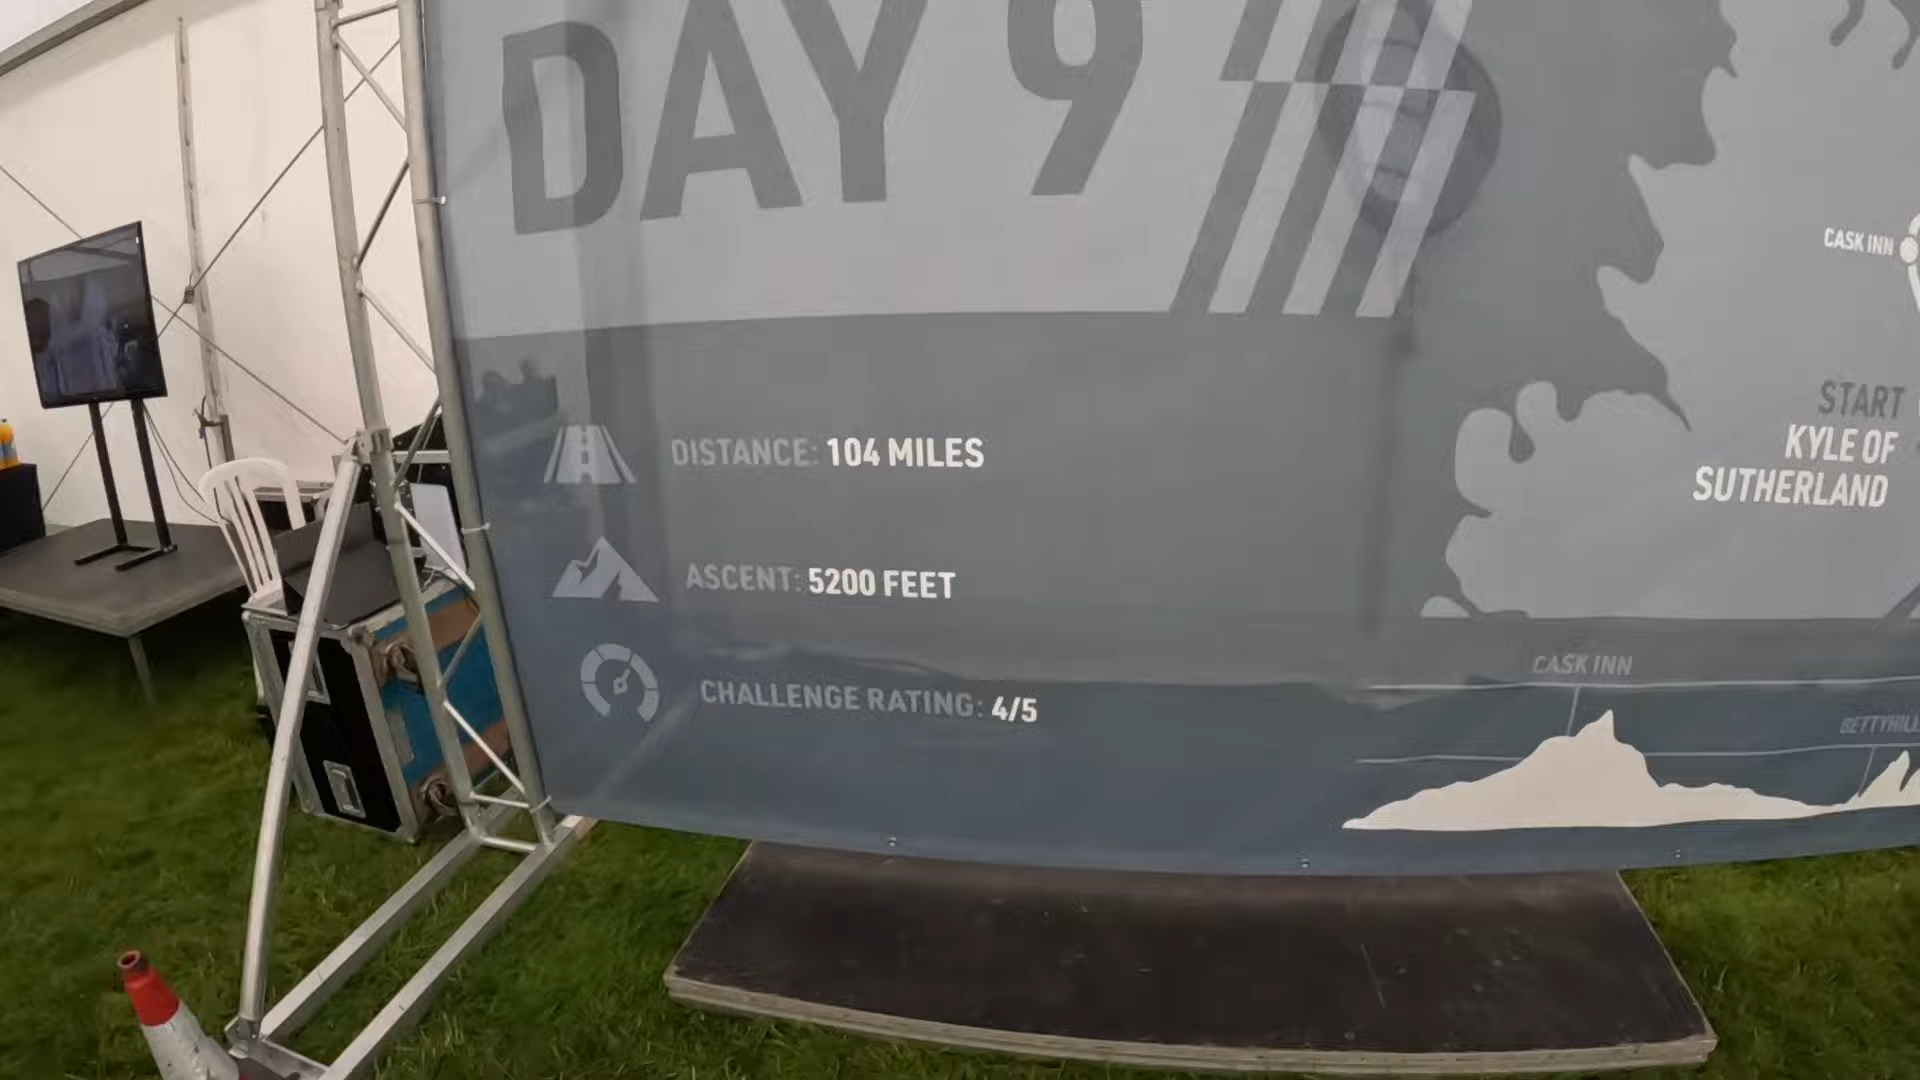 DAY 9
DISTANCE: 104 MILES
ASCENT: 5200 FEET
CHALLENGE RATING: 4/5
CASK INN
START
KYLE OF
SUTHERLAND
CASK INN
BETTYHILL